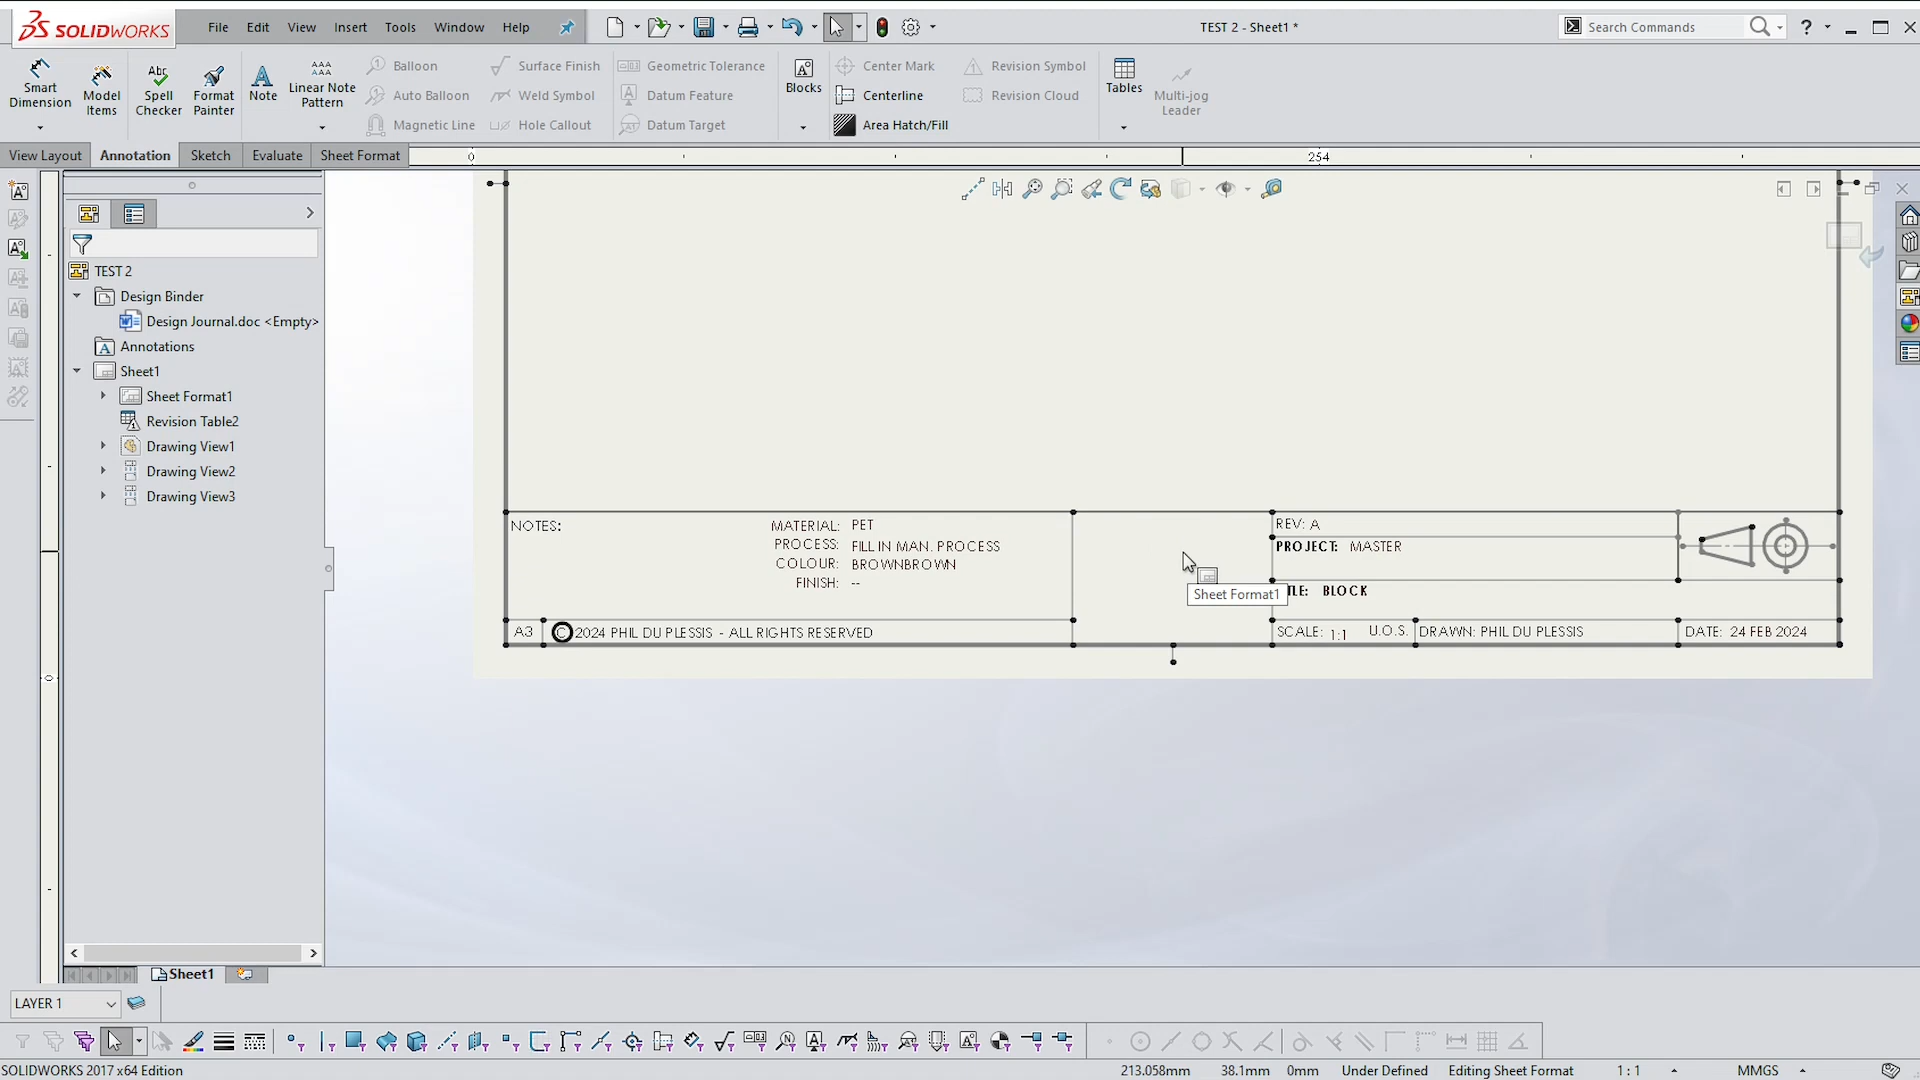 SOLIDWORKS
File Edit View Insert Tools Window Help
TEST 2 - Sheet1 *
Search Commands
?
Smart Dimension
Model Items
Abc
Spell Checker
Format Painter
Note
Linear Note Pattern
Balloon
Auto Balloon
Magnetic Line
Surface Finish
Weld Symbol
Hole Callout
Geometric Tolerance
Datum Feature
Datum Target
Blocks
Center Mark
Centerline
Area Hatch/Fill
Revision Symbol
Revision Cloud
Tables
Multi-jog Leader
View Layout Annotation Sketch Evaluate Sheet Format
0 254
TEST 2
Design Binder
Design Journal.doc <Empty>
Annotations
Sheet1
Sheet Format1
Revision Table2
Drawing View1
Drawing View2
Drawing View3
NOTES:
MATERIAL: PET
PROCESS: FILL IN MAN. PROCESS
COLOUR: BROWNBROWN
FINISH: --
A3 © 2024 PHIL DU PLESSIS - ALL RIGHTS RESERVED
Sheet Format1
REV: A
PROJECT: MASTER
TLE: BLOCK
SCALE: 1:1 U.O.S. DRAWN: PHIL DU PLESSIS DATE: 24 FEB 2024
0
Sheet1
LAYER 1
SOLIDWORKS 2017 x64 Edition
213.058mm 38.1mm 0mm Under Defined Editing Sheet Format 1 : 1 MMGS